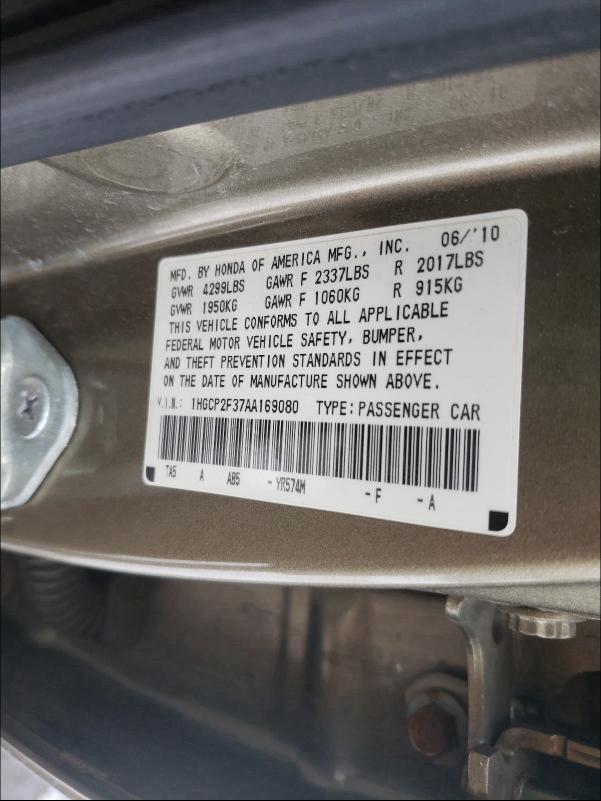 MFD. BY HONDA OF AMERICA MFG., INC. 06/'10
GVWR 4299LBS GAWR F 2337LBS R 2017LBS
GVWR 1950KG GAWR F 1060KG R 915KG
THIS VEHICLE CONFORMS TO ALL APPLICABLE
FEDERAL MOTOR VEHICLE SAFETY, BUMPER,
AND THEFT PREVENTION STANDARDS IN EFFECT
ON THE DATE OF MANUFACTURE SHOWN ABOVE.
V.I.N.: 1HGCP2F37AA169080 TYPE: PASSENGER CAR
TA5 A AB5 -YR574M -F -A